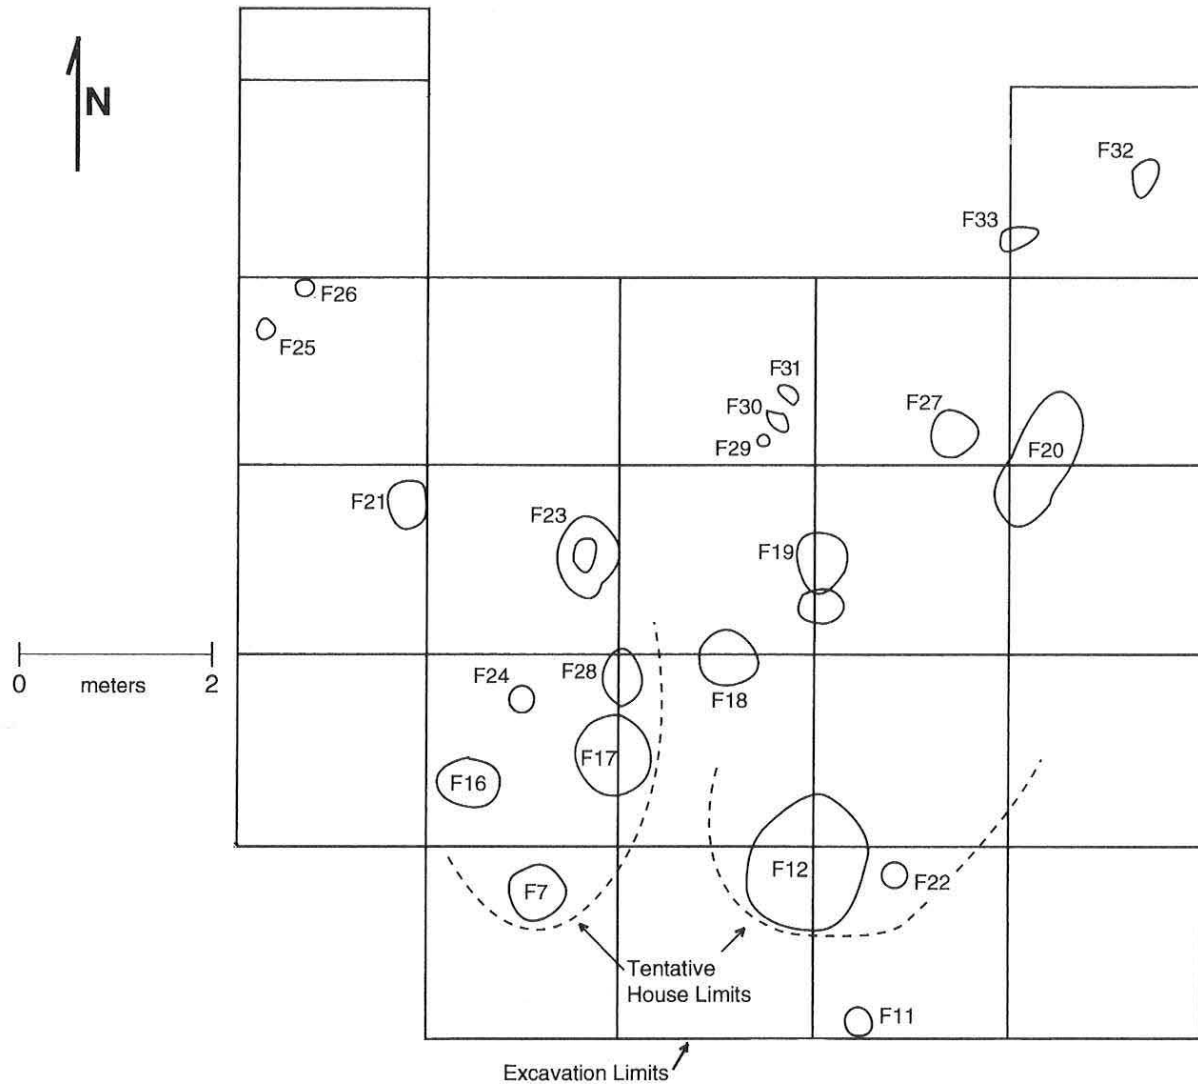 N
F32
F33
F26
F25
F31
F30
F29
F27
F20
F21
F23
F19
0 meters 2
F24
F28
F18
F17
F16
F12
F22
F7
Tentative
House Limits
F11
Excavation Limits